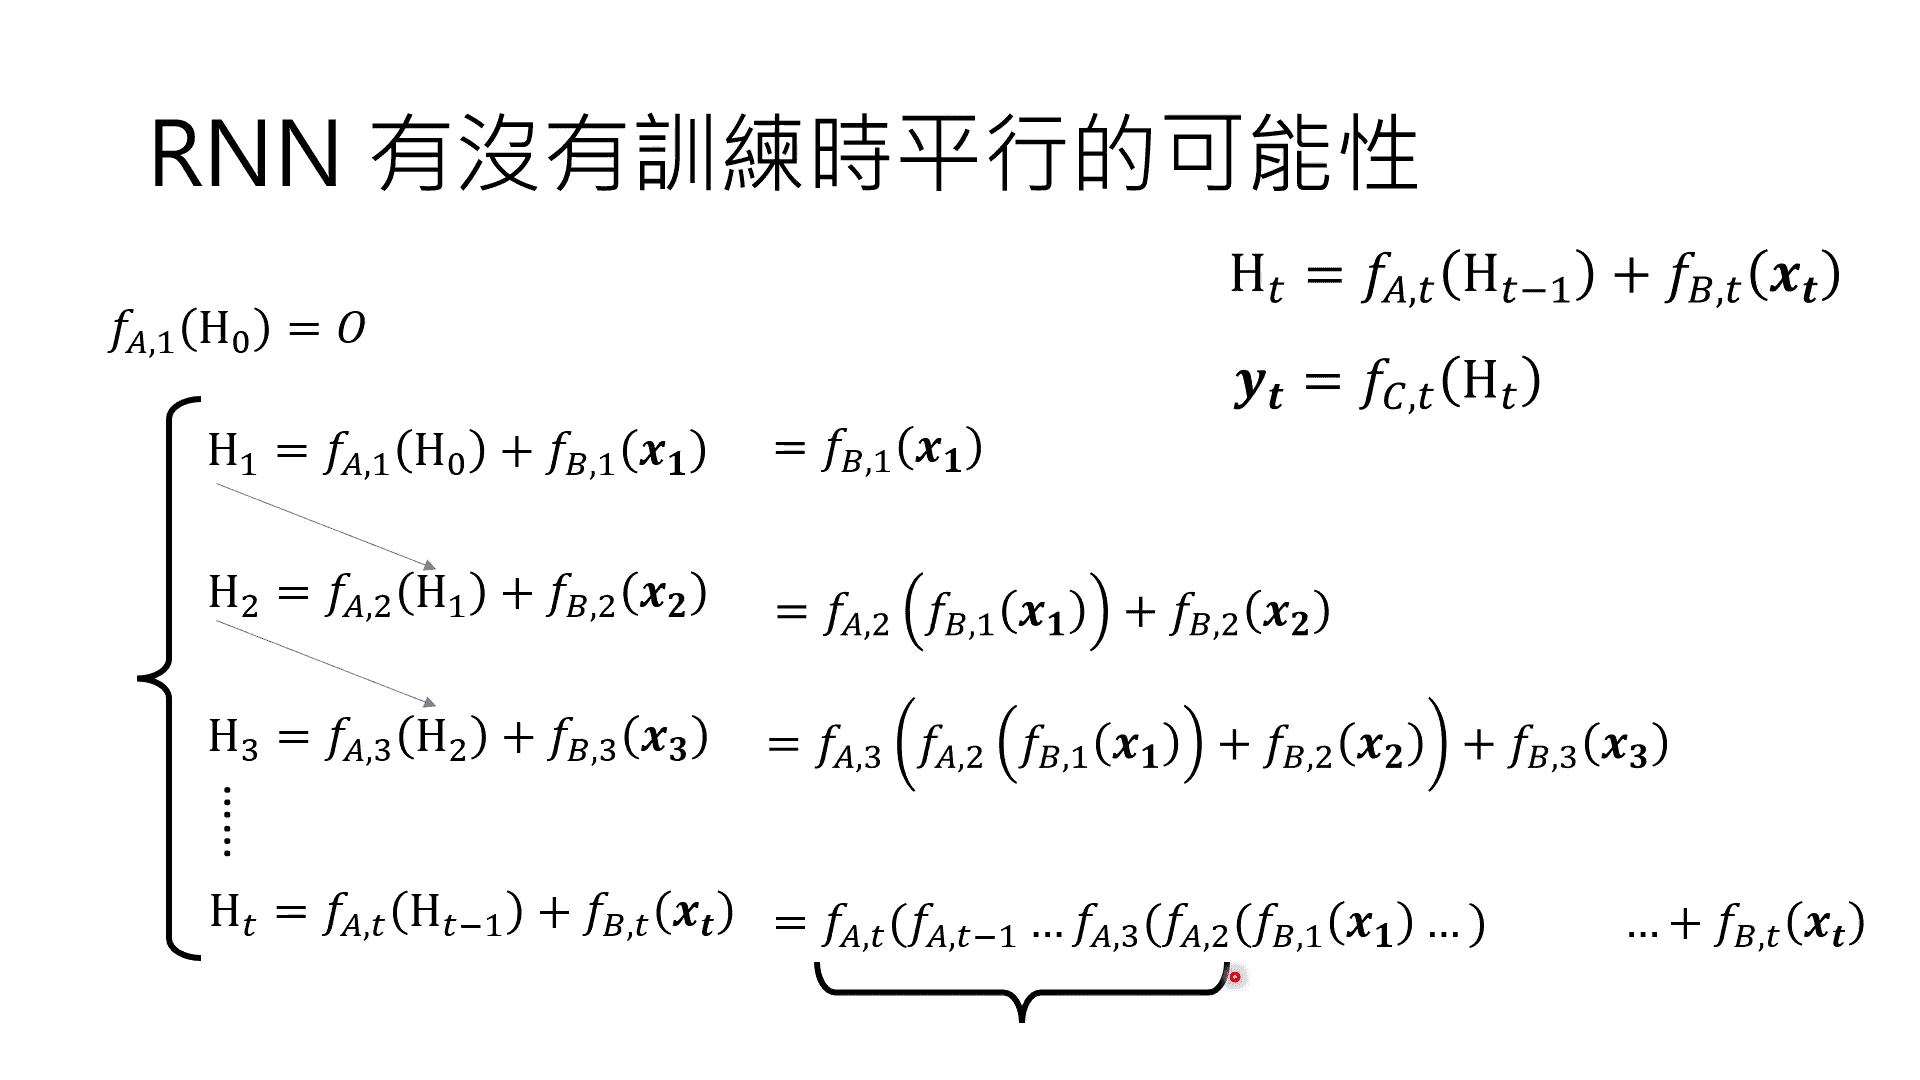 RNN 有沒有訓練時平行的可能性
H_t = f_{A,t}(H_{t−1}) + f_{B,t}(x_t)
f_{A,1}(H_0) = O
y_t = f_{C,t}(H_t)
H_1 = f_{A,1}(H_0) + f_{B,1}(x_1) = f_{B,1}(x_1)
H_2 = f_{A,2}(H_1) + f_{B,2}(x_2) = f_{A,2}(f_{B,1}(x_1)) + f_{B,2}(x_2)
H_3 = f_{A,3}(H_2) + f_{B,3}(x_3) = f_{A,3}(f_{A,2}(f_{B,1}(x_1)) + f_{B,2}(x_2)) + f_{B,3}(x_3)
……
H_t = f_{A,t}(H_{t−1}) + f_{B,t}(x_t) = f_{A,t}(f_{A,t−1} … f_{A,3}(f_{A,2}(f_{B,1}(x_1) … ) … + f_{B,t}(x_t)